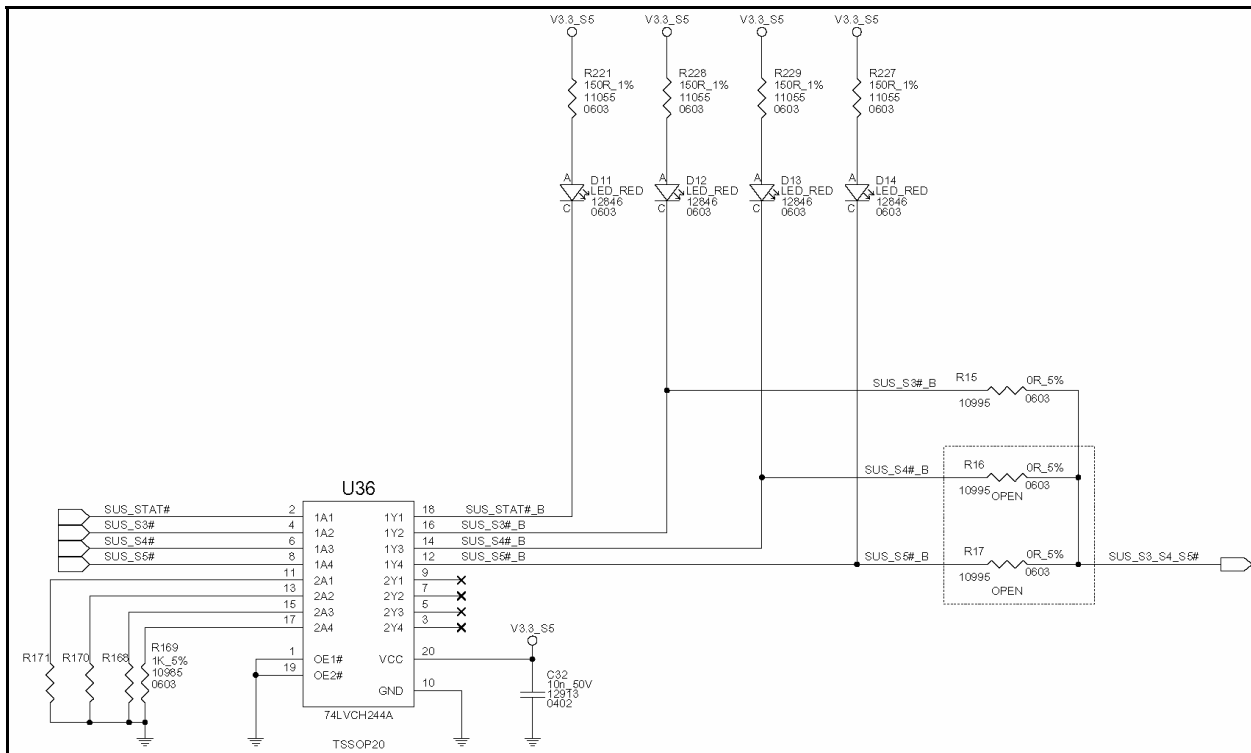 V3.3_S5 V3.3_S5 V3.3_S5 V3.3_S5
R221
150R_1%
11055
0603
R228
150R_1%
11055
0603
R229
150R_1%
11055
0603
R227
150R_1%
11055
0603
A
C
D11
LED_RED
12846
0603
A
C
D12
LED_RED
12846
0603
A
C
D13
LED_RED
12846
0603
A
C
D14
LED_RED
12846
0603
SUS_S3#_B R15 0R_5%
10995 0603
SUS_S4#_B R16 0R_5%
10995 0603
OPEN
SUS_S5#_B R17 0R_5% SUS_S3_S4_S5#
10995 0603
OPEN
U36
SUS_STAT# 2 1A1 1Y1 18 SUS_STAT#_B
SUS_S3# 4 1A2 1Y2 16 SUS_S3#_B
SUS_S4# 6 1A3 1Y3 14 SUS_S4#_B
SUS_S5# 8 1A4 1Y4 12 SUS_S5#_B
11 2A1 2Y1 9
13 2A2 2Y2 7
15 2A3 2Y3 5
17 2A4 2Y4 3
1 OE1# VCC 20
19 OE2#
GND 10
74LVCH244A
TSSOP20
R171 R170 R168
R169
1K_5%
10985
0603
V3.3_S5
C32
10n_50V
12913
0402